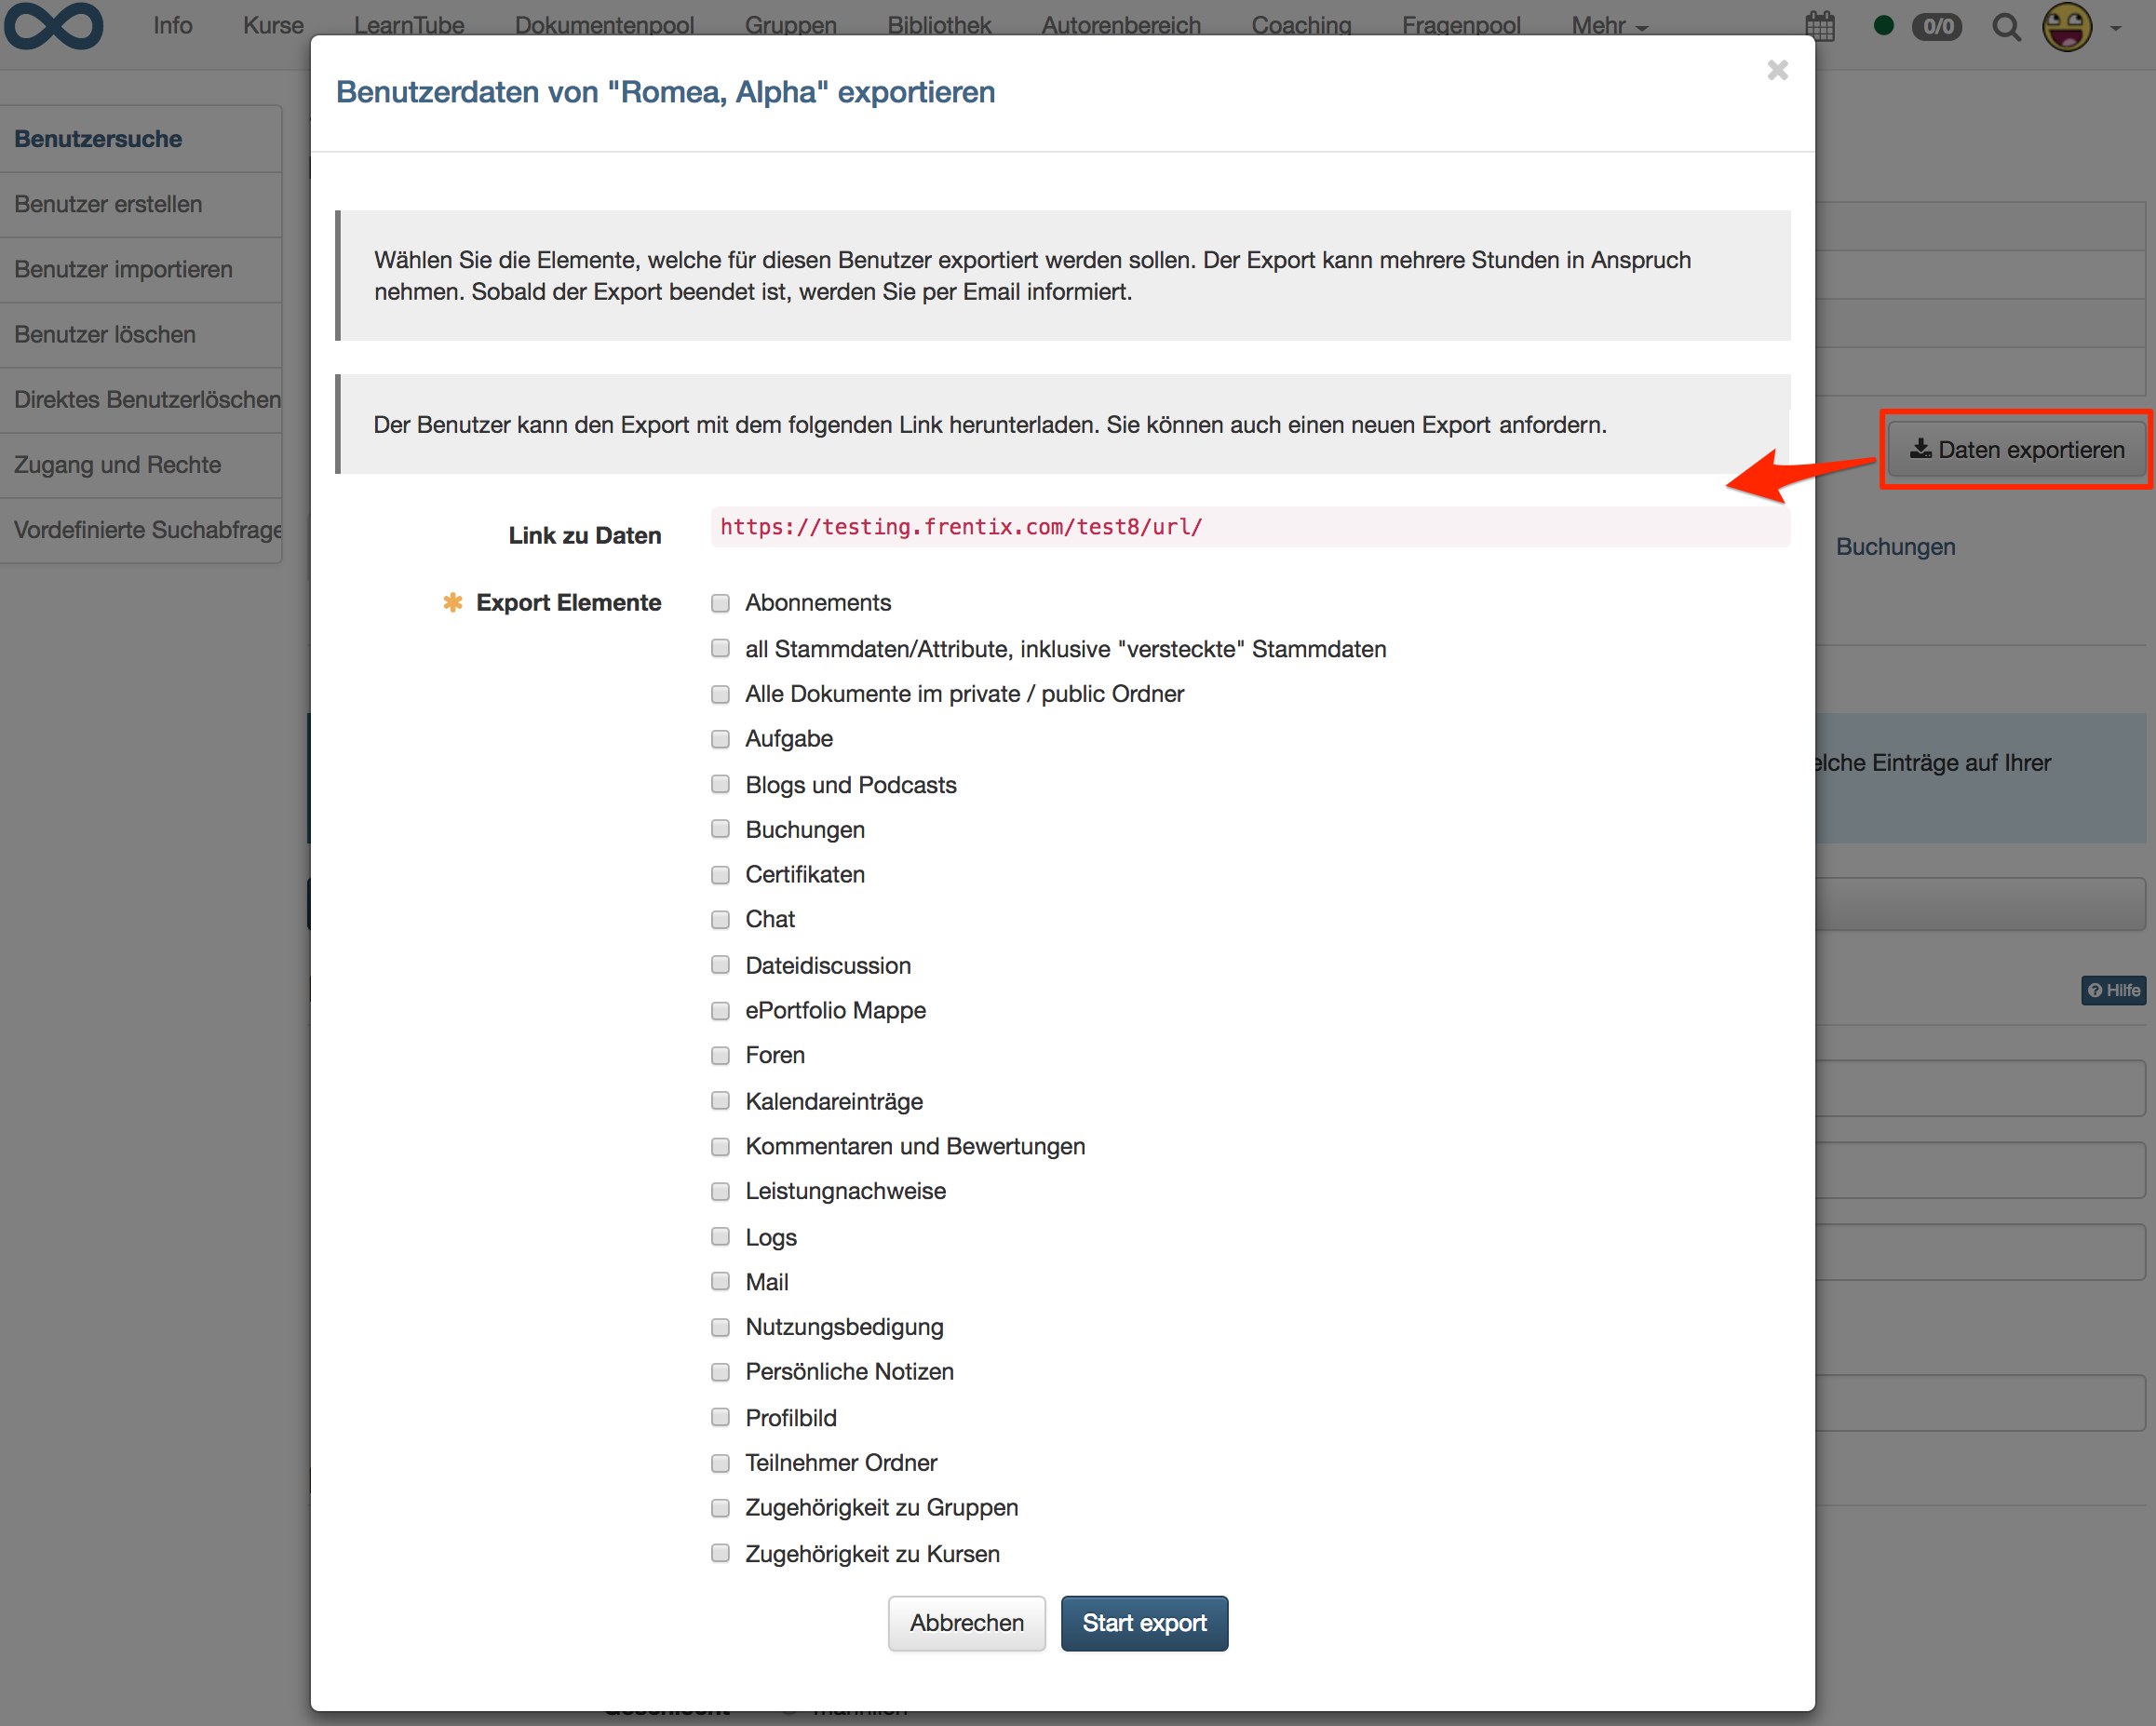 Info Kurse LearnTube Dokumentenpool Gruppen Bibliothek Autorenbereich Coaching Fragenpool Mehr 0/0
Benutzersuche
Benutzer erstellen
Benutzer importieren
Benutzer löschen
Direktes Benutzerlöschen
Zugang und Rechte
Vordefinierte Suchabfrage
Benutzerdaten von "Romea, Alpha" exportieren
Wählen Sie die Elemente, welche für diesen Benutzer exportiert werden sollen. Der Export kann mehrere Stunden in Anspruch
nehmen. Sobald der Export beendet ist, werden Sie per Email informiert.
Der Benutzer kann den Export mit dem folgenden Link herunterladen. Sie können auch einen neuen Export anfordern.
Daten exportieren
Link zu Daten https://testing.frentix.com/test8/url/
Buchungen
Export Elemente
Abonnements
all Stammdaten/Attribute, inklusive "versteckte" Stammdaten
Alle Dokumente im private / public Ordner
Aufgabe
elche Einträge auf Ihrer
Blogs und Podcasts
Buchungen
Certifikaten
Chat
Dateidiscussion
Hilfe
ePortfolio Mappe
Foren
Kalendareinträge
Kommentaren und Bewertungen
Leistungnachweise
Logs
Mail
Nutzungsbedigung
Persönliche Notizen
Profilbild
Teilnehmer Ordner
Zugehörigkeit zu Gruppen
Zugehörigkeit zu Kursen
Abbrechen Start export